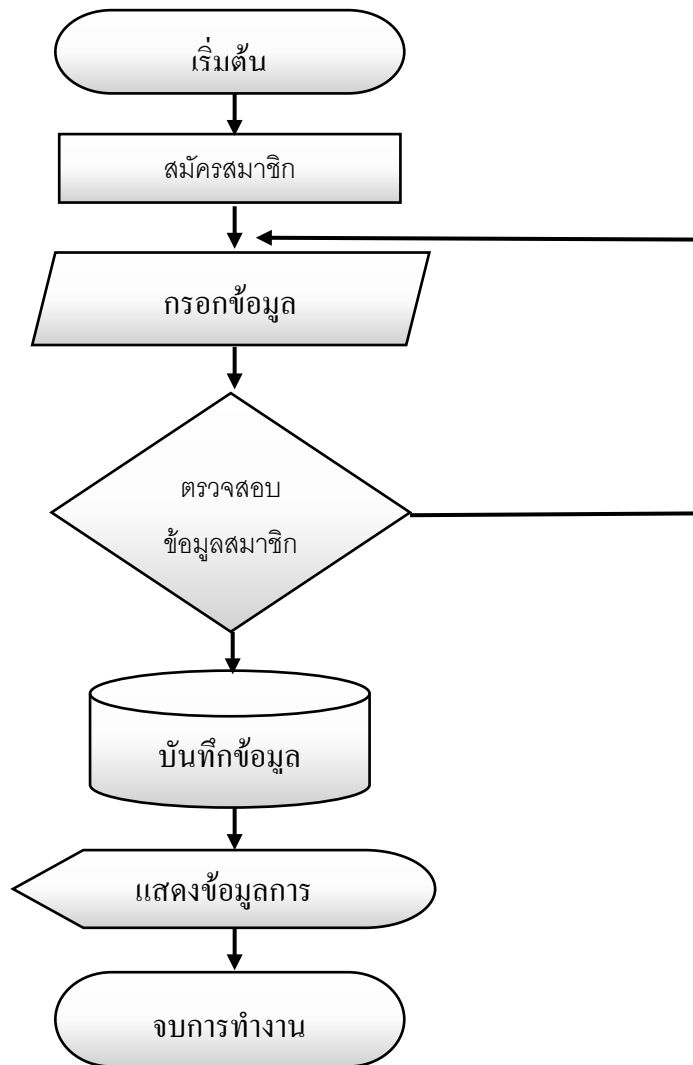 เริ่มต้น
สมัครสมาชิก
กรอกข้อมูล
ตรวจสอบ
ข้อมูลสมาชิก
บันทึกข้อมูล
แสดงข้อมูลการ
จบการทำงาน